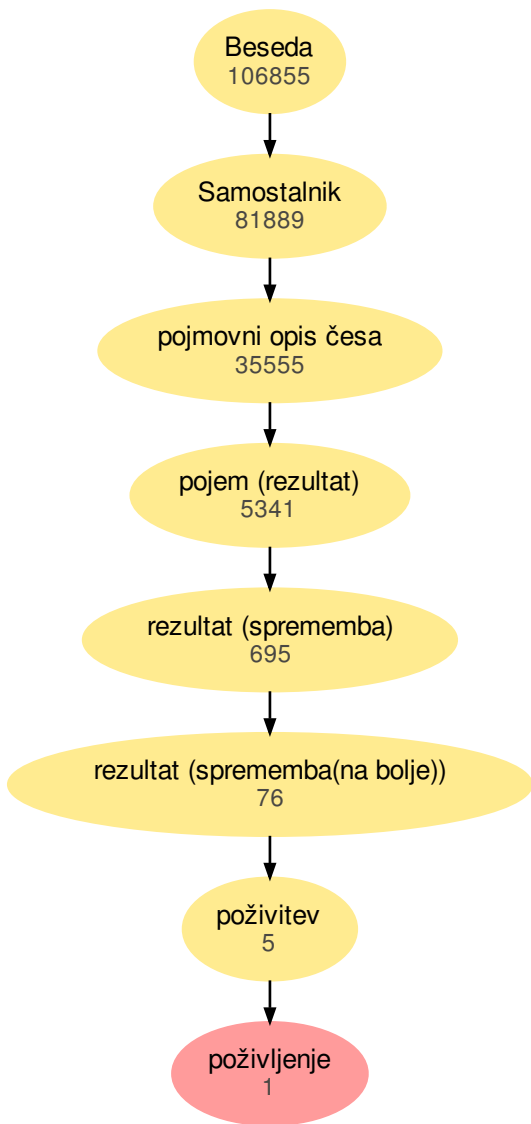 Beseda
106855
Samostalnik
81889
pojmovni opis česa
35555
pojem (rezultat)
5341
rezultat (sprememba)
695
rezultat (sprememba(na bolje))
76
poživitev
5
poživljenje
1